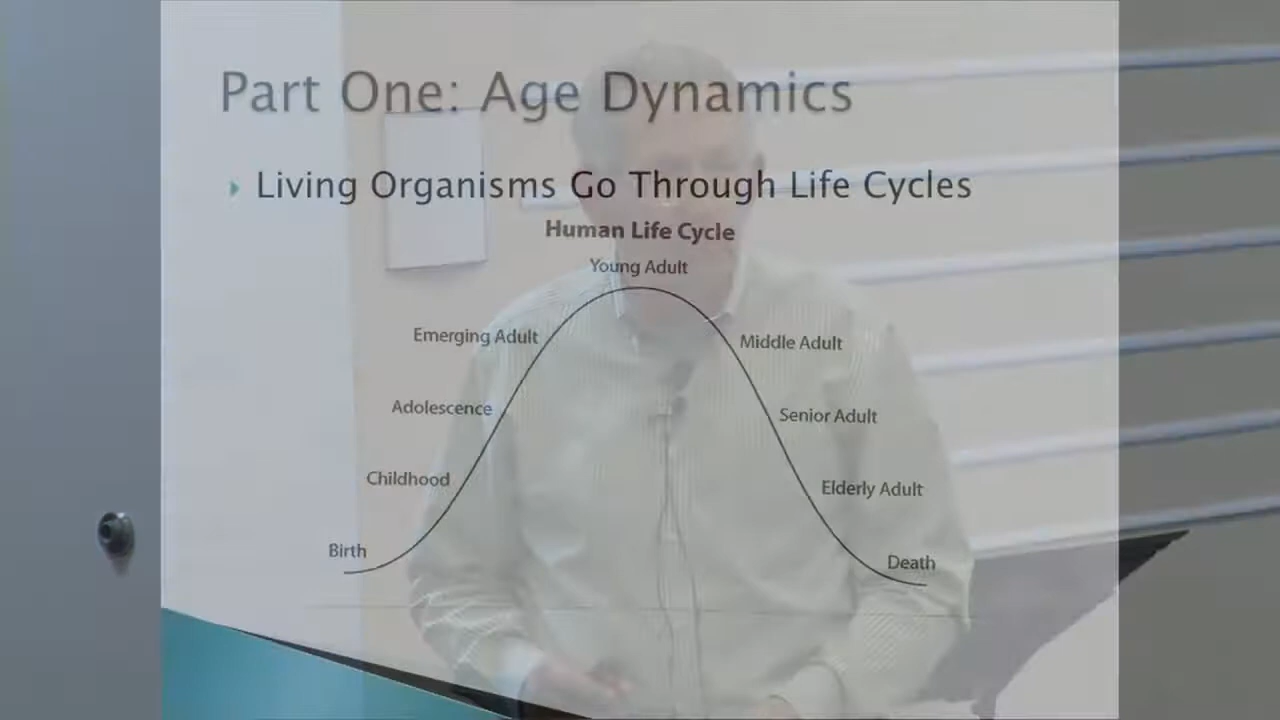 Part One: Age Dynamics
Living Organisms Go Through Life Cycles
Human Life Cycle
Young Adult
Emerging Adult
Middle Adult
Adolescence
Senior Adult
Childhood
Elderly Adult
Birth
Death